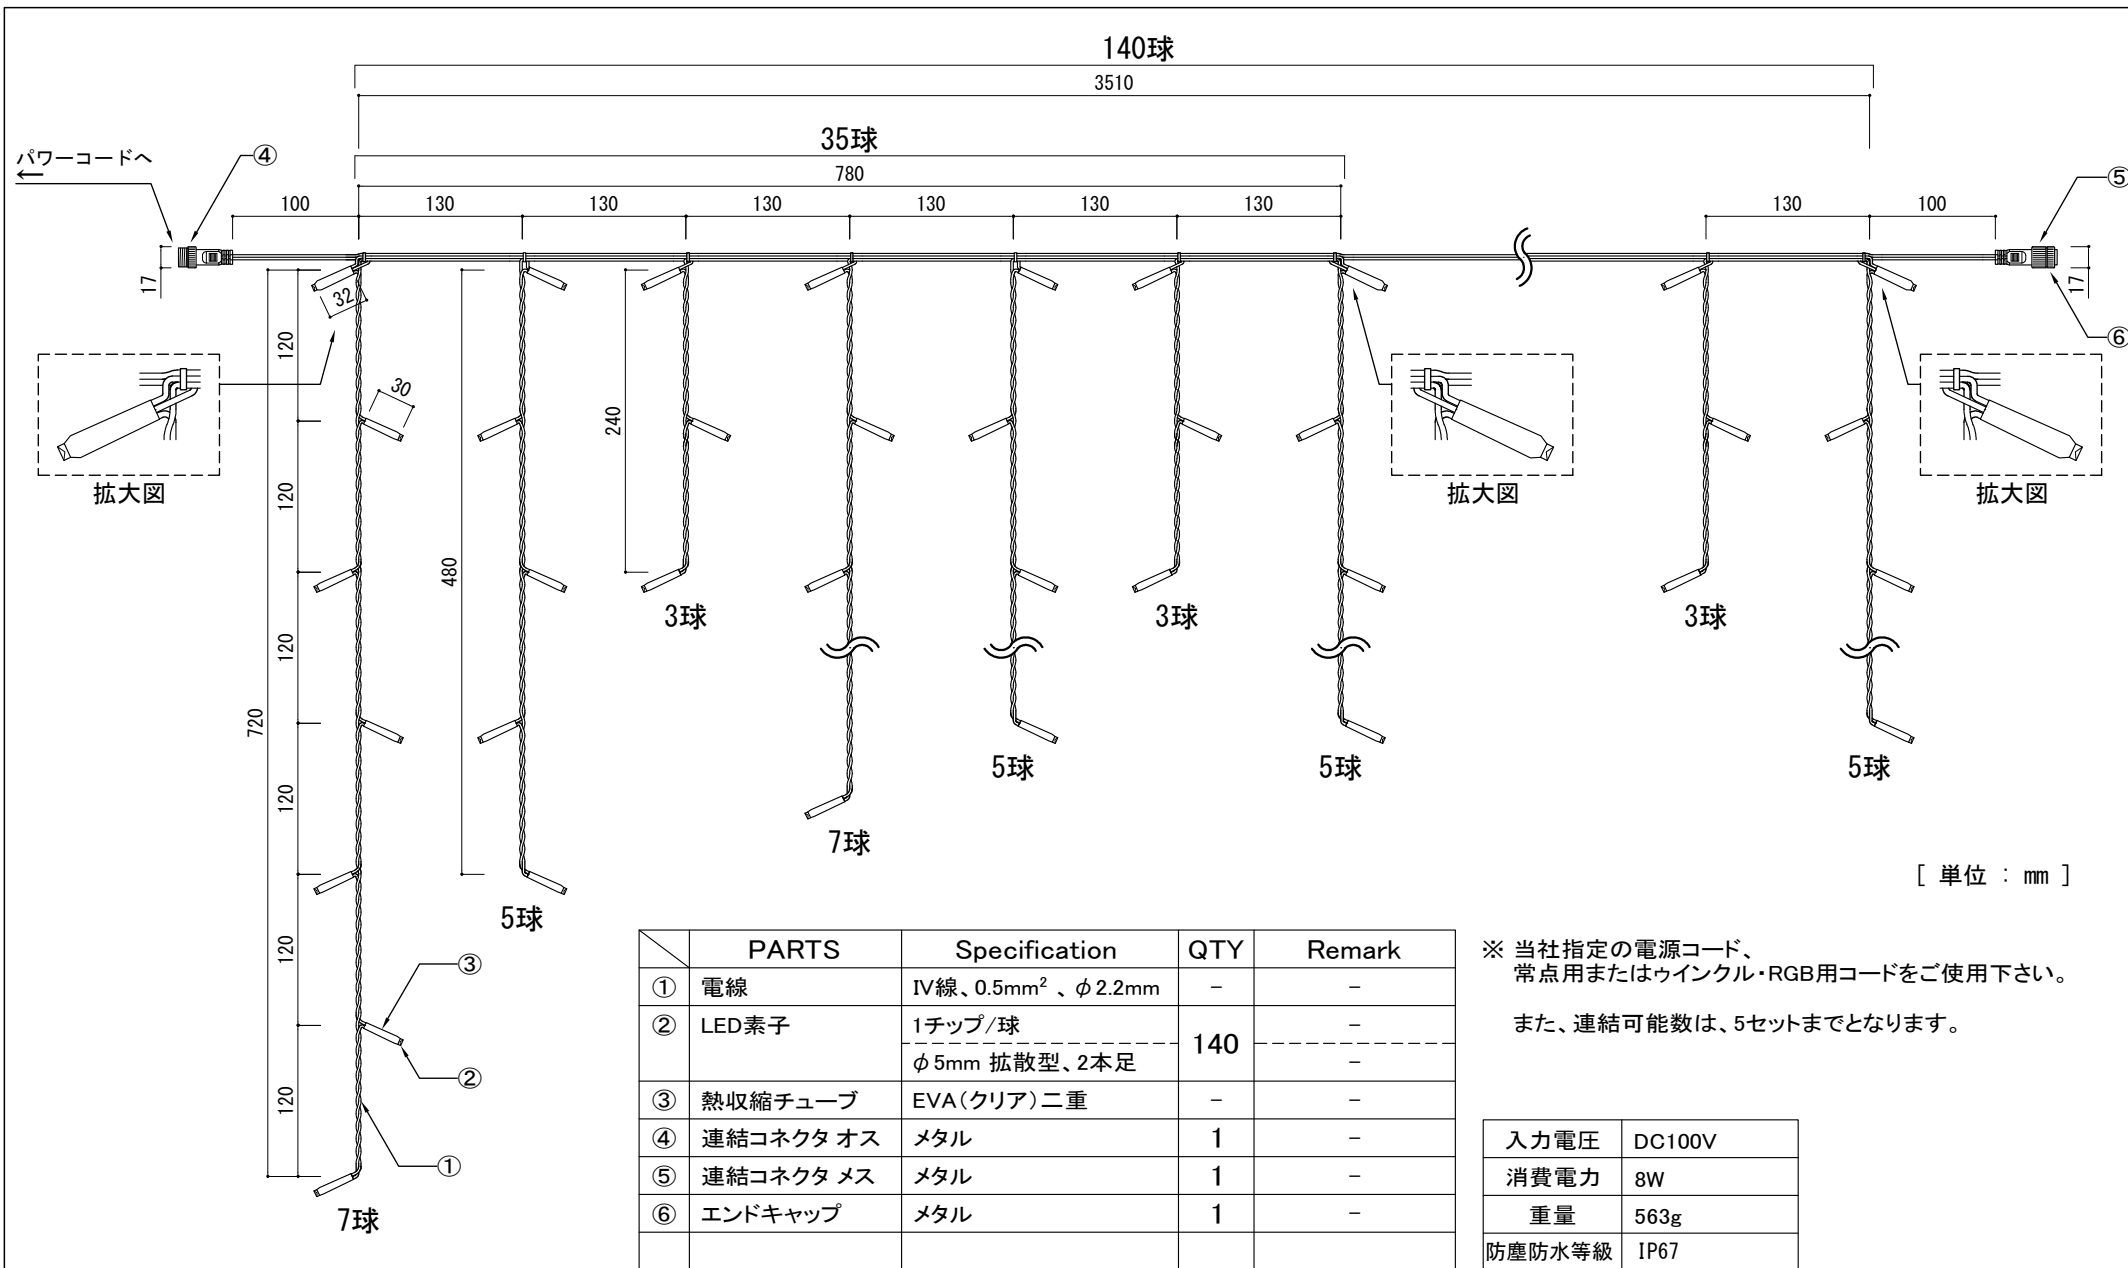 140球
3510
35球
780
パワーコードへ
←
④
⑤
⑥
100
130
130
130
130
130
130
130
100
17
17
32
30
120
120
120
120
120
120
720
480
240
拡大図
拡大図
拡大図
3球
3球
3球
5球
5球
5球
7球
5球
7球
③
②
①
[ 単位 : mm ]
PARTS Specification QTY Remark
① 電線 IV線、0.5mm² 、φ2.2mm - -
② LED素子 1チップ/球 140 -
φ5mm 拡散型、2本足 -
③ 熱収縮チューブ EVA(クリア)二重 - -
④ 連結コネクタ オス メタル 1 -
⑤ 連結コネクタ メス メタル 1 -
⑥ エンドキャップ メタル 1 -
※ 当社指定の電源コード、
常点用またはゥインクル・RGB用コードをご使用下さい。
また、連結可能数は、5セットまでとなります。
入力電圧 DC100V
消費電力 8W
重量 563g
防塵防水等級 IP67